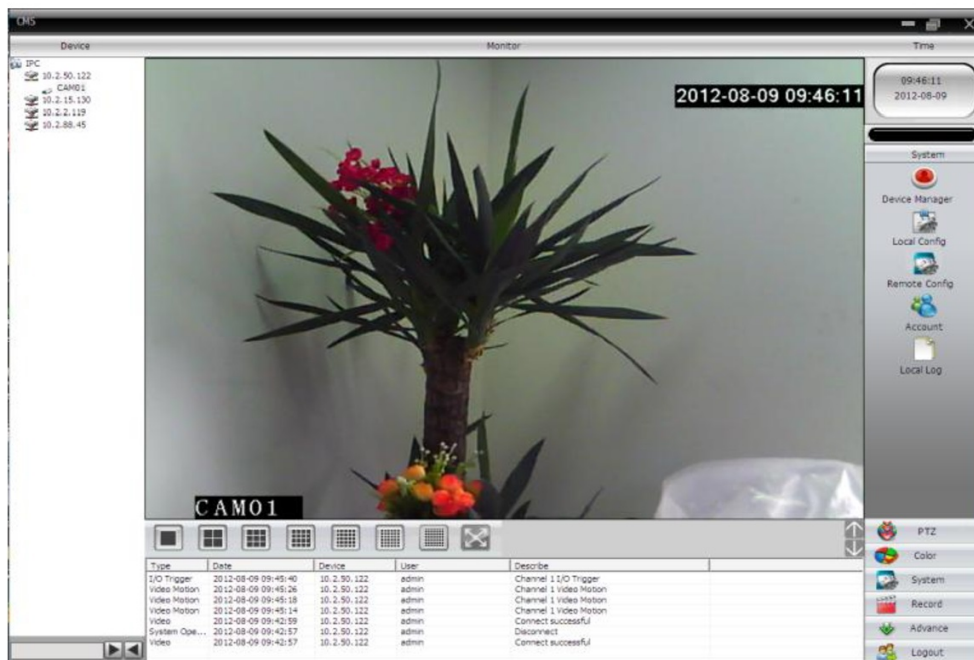 CMS
Device Monitor Time
IPC
10.2.50.122
CAM01
10.2.15.130
10.2.2.119
10.2.88.45
2012-08-09 09:46:11
CAM01
09:46:11
2012-08-09
System
Device Manager
Local Config
Remote Config
Account
Local Log
PTZ
Color
System
Record
Advance
Logout
Type Date Device User Describe
I/O Trigger 2012-08-09 09:45:40 10.2.50.122 admin Channel 1 I/O Trigger
Video Motion 2012-08-09 09:45:26 10.2.50.122 admin Channel 1 Video Motion
Video Motion 2012-08-09 09:45:18 10.2.50.122 admin Channel 1 Video Motion
Video Motion 2012-08-09 09:45:14 10.2.50.122 admin Channel 1 Video Motion
Video 2012-08-09 09:42:59 10.2.50.122 admin Connect successful
System Ope... 2012-08-09 09:42:57 10.2.50.122 admin Disconnect
Video 2012-08-09 09:42:57 10.2.50.122 admin Connect successful